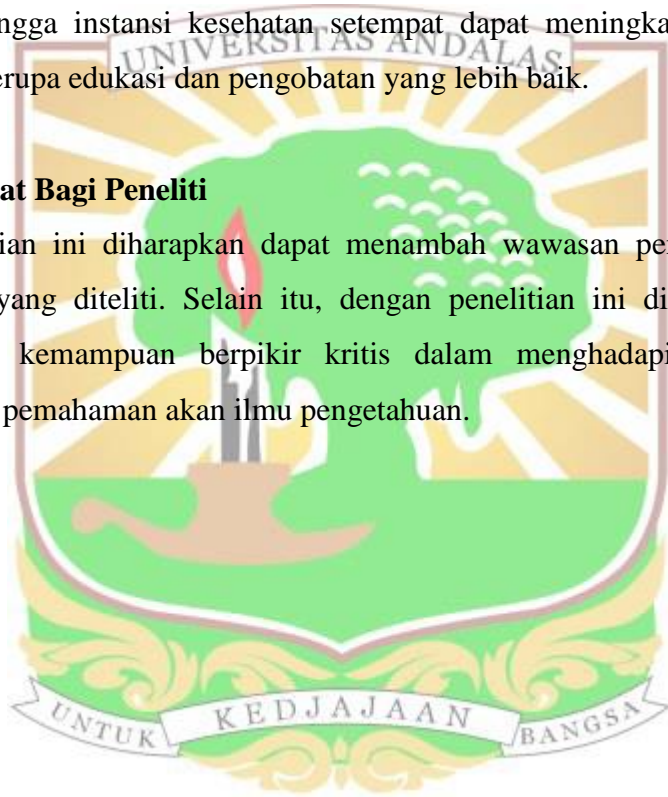 ngga instansi kesehatan setempat dapat meningka
UNIVERSITAS ANDALAS
erupa edukasi dan pengobatan yang lebih baik.
at Bagi Peneliti
ian ini diharapkan dapat menambah wawasan pe
yang diteliti. Selain itu, dengan penelitian ini di
kemampuan berpikir kritis dalam menghadapi
pemahaman akan ilmu pengetahuan.
UNTUK KEDJAJAAN BANGSA